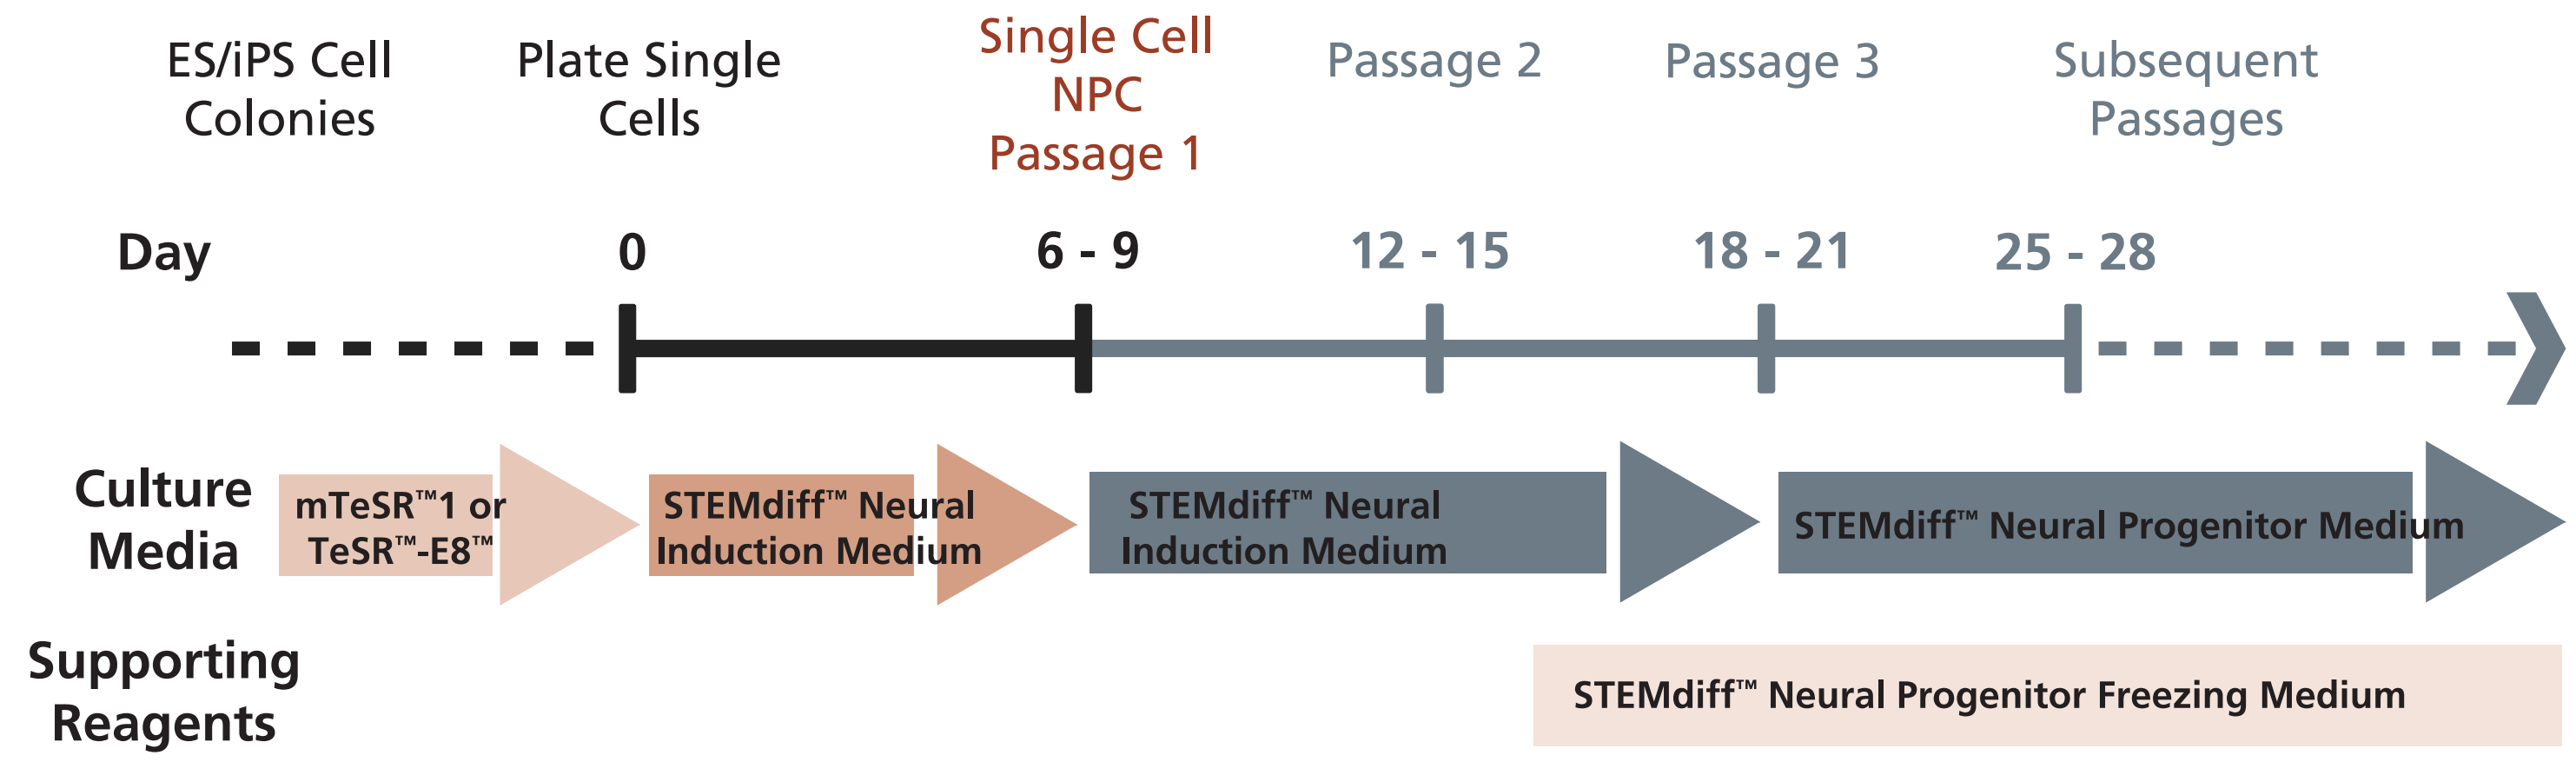 ES/iPS Cell
Colonies
Plate Single
Cells
Single Cell
NPC
Passage 1
Passage 2
Passage 3
Subsequent
Passages
Day
0
6 - 9
12 - 15
18 - 21
25 - 28
Culture
Media
mTeSR™1 or
TeSR™-E8™
STEMdiff™ Neural
Induction Medium
STEMdiff™ Neural
Induction Medium
STEMdiff™ Neural Progenitor Medium
Supporting
Reagents
STEMdiff™ Neural Progenitor Freezing Medium